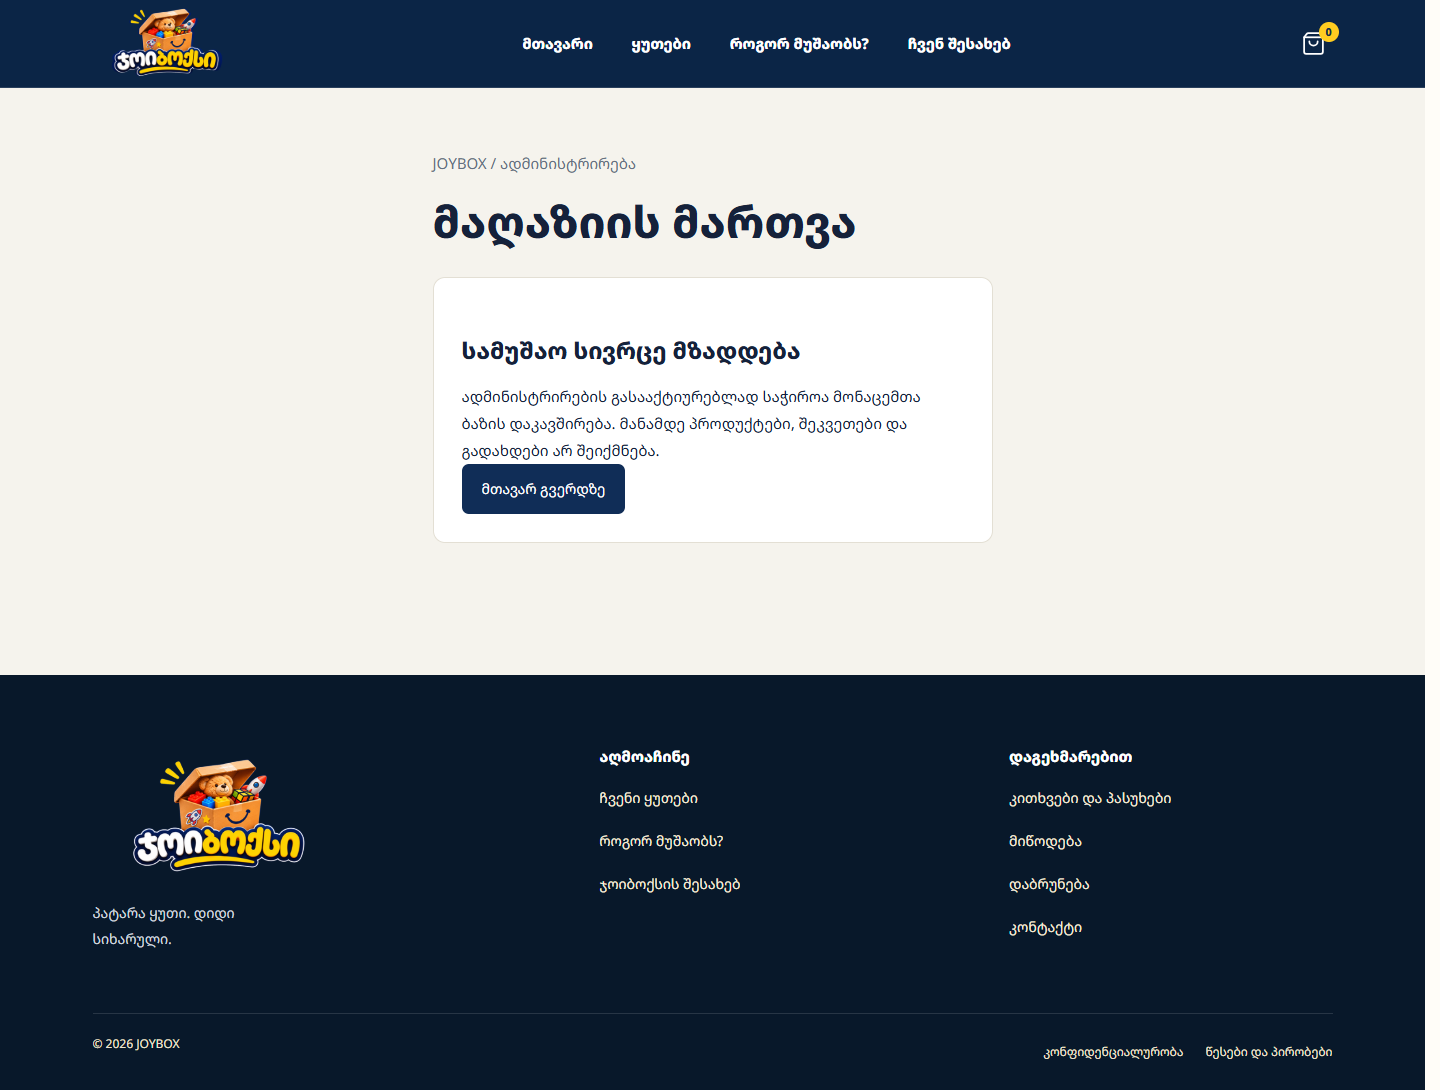 ჯოიბოქსი
მთავარი
ყუთები
როგორ მუშაობს?
ჩვენ შესახებ
0
JOYBOX / ადმინისტრირება
მაღაზიის მართვა
სამუშაო სივრცე მზადდება
ადმინისტრირების გასააქტიურებლად საჭიროა მონაცემთა
ბაზის დაკავშირება. მანამდე პროდუქტები, შეკვეთები და
გადახდები არ შეიქმნება.
მთავარ გვერდზე
ჯოიბოქსი
პატარა ყუთი. დიდი
სიხარული.
აღმოაჩინე
ჩვენი ყუთები
როგორ მუშაობს?
ჯოიბოქსის შესახებ
დაგეხმარებით
კითხვები და პასუხები
მიწოდება
დაბრუნება
კონტაქტი
© 2026 JOYBOX
კონფიდენციალურობა
წესები და პირობები